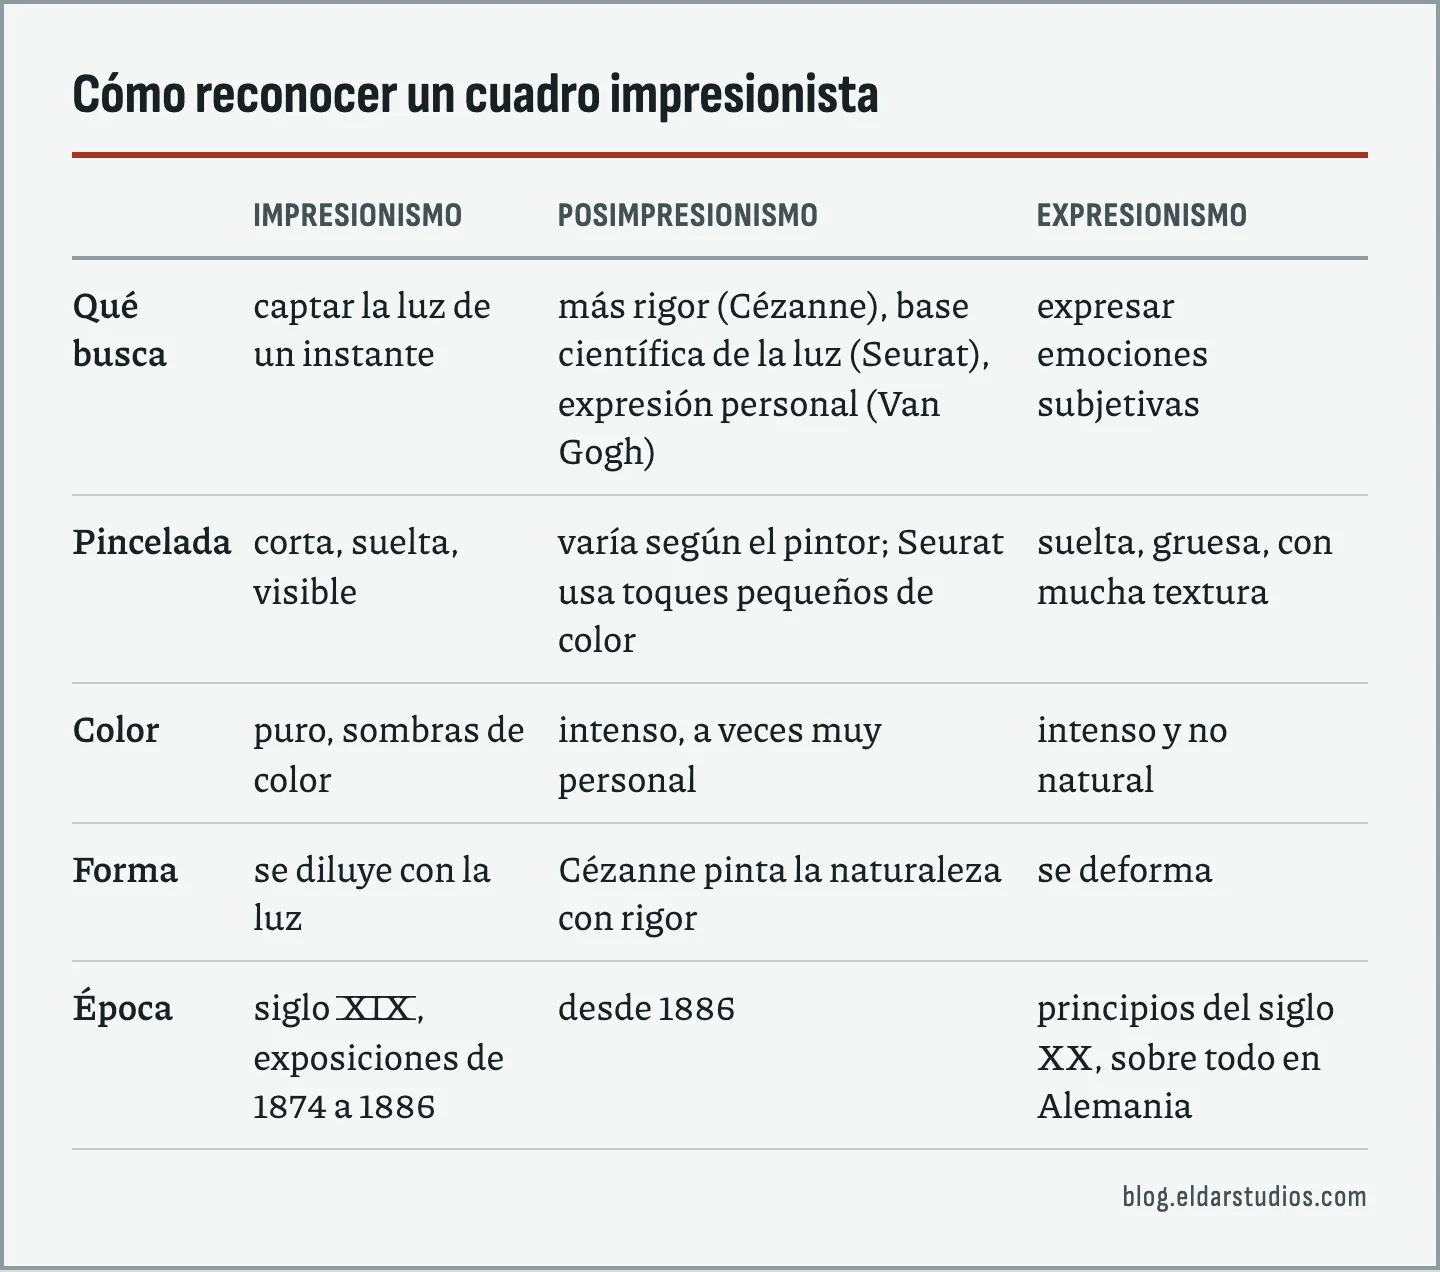 Cómo reconocer un cuadro impresionista
IMPRESIONISMO POSIMPRESIONISMO EXPRESIONISMO
Qué busca
captar la luz de
un instante
más rigor (Cézanne), base
científica de la luz (Seurat),
expresión personal (Van
Gogh)
expresar
emociones
subjetivas
Pincelada
corta, suelta,
visible
varía según el pintor; Seurat
usa toques pequeños de
color
suelta, gruesa, con
mucha textura
Color
puro, sombras de
color
intenso, a veces muy
personal
intenso y no
natural
Forma
se diluye con la
luz
Cézanne pinta la naturaleza
con rigor
se deforma
Época
siglo XIX,
exposiciones de
1874 a 1886
desde 1886
principios del siglo
XX, sobre todo en
Alemania
blog.eldarstudios.com